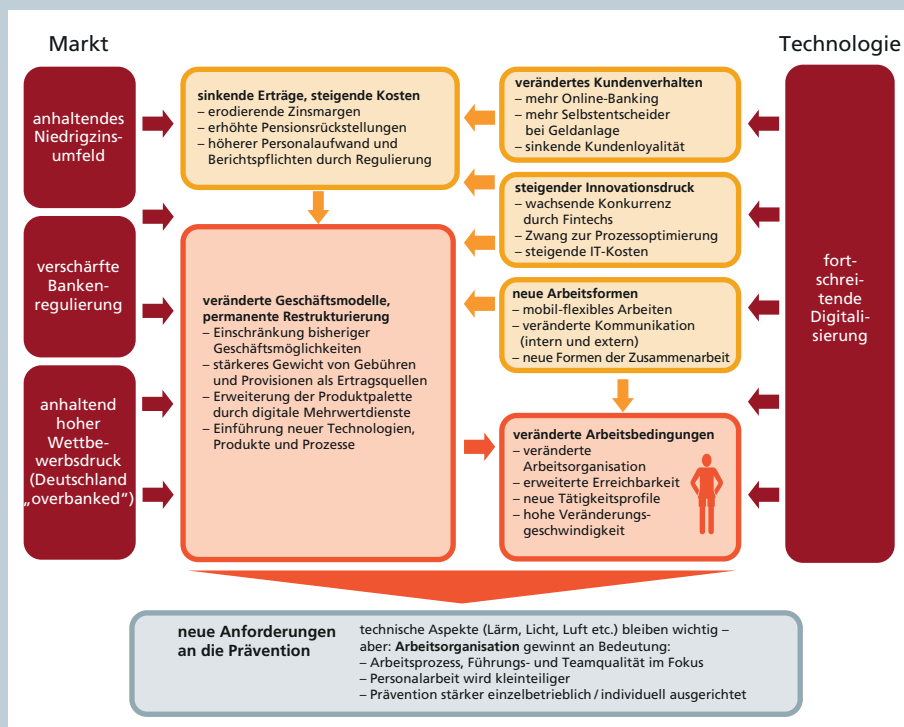 Markt
Technologie
anhaltendes
Niedrigzins-
umfeld
verschärfte
Banken-
regulierung
anhaltend
hoher
Wettbe-
werbsdruck
(Deutschland
„overbanked“)
sinkende Erträge, steigende Kosten
– erodierende Zinsmargen
– erhöhte Pensionsrückstellungen
– höherer Personalaufwand und
Berichtspflichten durch Regulierung
veränderte Geschäftsmodelle,
permanente Restrukturierung
– Einschränkung bisheriger
Geschäftsmöglichkeiten
– stärkeres Gewicht von Gebühren
und Provisionen als Ertragsquellen
– Erweiterung der Produktpalette
durch digitale Mehrwertdienste
– Einführung neuer Technologien,
Produkte und Prozesse
verändertes Kundenverhalten
– mehr Online-Banking
– mehr Selbstentscheider
bei Geldanlage
– sinkende Kundenloyalität
steigender Innovationsdruck
– wachsende Konkurrenz
durch Fintechs
– Zwang zur Prozessoptimierung
– steigende IT-Kosten
neue Arbeitsformen
– mobil-flexibles Arbeiten
– veränderte Kommunikation
(intern und extern)
– neue Formen der Zusammenarbeit
veränderte Arbeitsbedingungen
– veränderte
Arbeitsorganisation
– erweiterte Erreichbarkeit
– neue Tätigkeitsprofile
– hohe Veränderungs-
geschwindigkeit
fort-
schrei-
tende
Digitali-
sierung
neue Anforderungen
an die Prävention
technische Aspekte (Lärm, Licht, Luft etc.) bleiben wichtig –
aber: Arbeitsorganisation gewinnt an Bedeutung:
– Arbeitsprozess, Führungs- und Teamqualität im Fokus
– Personalarbeit wird kleinteiliger
– Prävention stärker einzelbetrieblich / individuell ausgerichtet